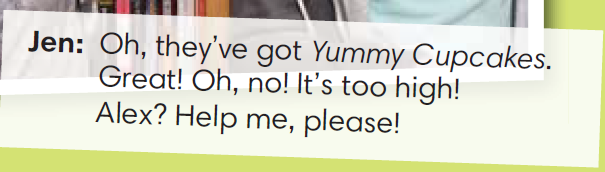 Jen: Oh, they've got Yummy Cupcakes.
Great! Oh, no! It's too high!
Alex? Help me, please!